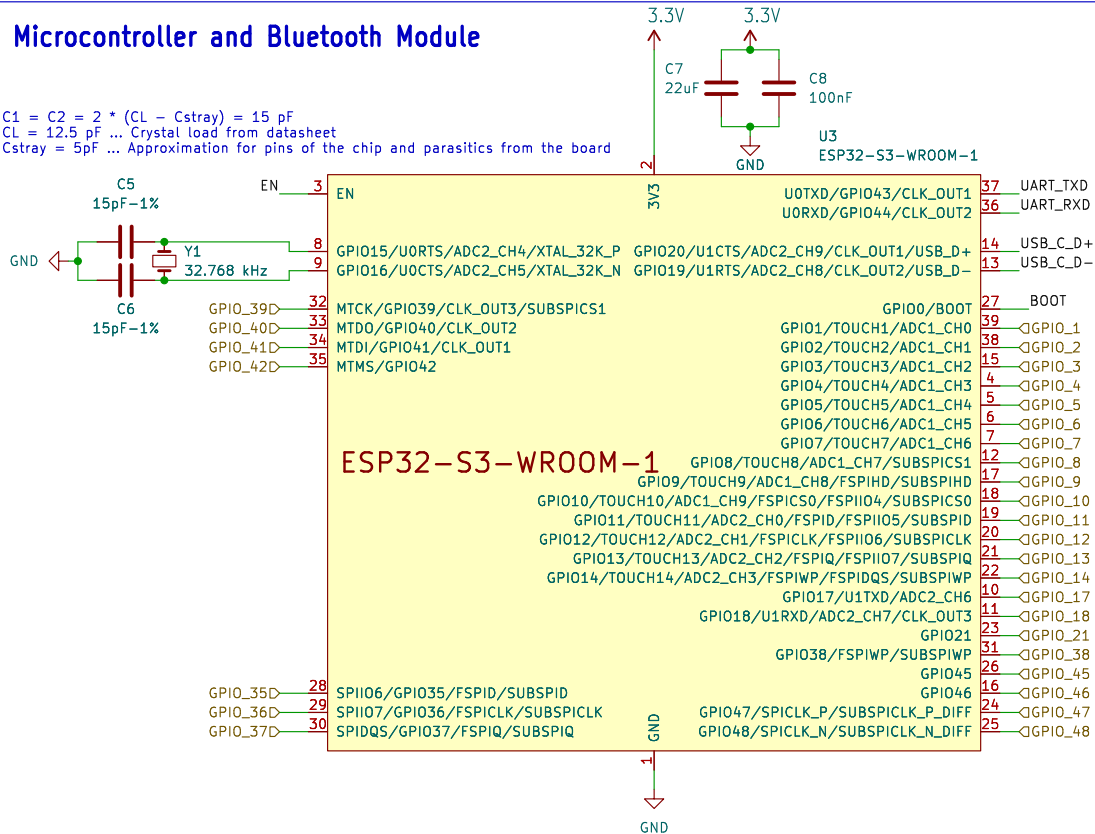 Microcontroller and Bluetooth Module
C1 = C2 = 2 * (CL - Cstray) = 15 pF
CL = 12.5 pF ... Crystal load from datasheet
Cstray = 5pF ... Approximation for pins of the chip and parasitics from the board
3.3V
3.3V
C7
22uF
C8
100nF
GND
U3
ESP32-S3-WROOM-1
C5
15pF-1%
GND
Y1
32.768 kHz
C6
15pF-1%
2
3V3
EN 3 EN
8 GPIO15/U0RTS/ADC2_CH4/XTAL_32K_P
9 GPIO16/U0CTS/ADC2_CH5/XTAL_32K_N
GPIO_39 32 MTCK/GPIO39/CLK_OUT3/SUBSPICS1
GPIO_40 33 MTDO/GPIO40/CLK_OUT2
GPIO_41 34 MTDI/GPIO41/CLK_OUT1
GPIO_42 35 MTMS/GPIO42
ESP32-S3-WROOM-1
GPIO_35 28 SPIIO6/GPIO35/FSPID/SUBSPID
GPIO_36 29 SPIIO7/GPIO36/FSPICLK/SUBSPICLK
GPIO_37 30 SPIDQS/GPIO37/FSPIQ/SUBSPIQ
U0TXD/GPIO43/CLK_OUT1 37 UART_TXD
U0RXD/GPIO44/CLK_OUT2 36 UART_RXD
GPIO20/U1CTS/ADC2_CH9/CLK_OUT1/USB_D+ 14 USB_C_D+
GPIO19/U1RTS/ADC2_CH8/CLK_OUT2/USB_D- 13 USB_C_D-
GPIO0/BOOT 27 BOOT
GPIO1/TOUCH1/ADC1_CH0 39 GPIO_1
GPIO2/TOUCH2/ADC1_CH1 38 GPIO_2
GPIO3/TOUCH3/ADC1_CH2 15 GPIO_3
GPIO4/TOUCH4/ADC1_CH3 4 GPIO_4
GPIO5/TOUCH5/ADC1_CH4 5 GPIO_5
GPIO6/TOUCH6/ADC1_CH5 6 GPIO_6
GPIO7/TOUCH7/ADC1_CH6 7 GPIO_7
GPIO8/TOUCH8/ADC1_CH7/SUBSPICS1 12 GPIO_8
GPIO9/TOUCH9/ADC1_CH8/FSPIHD/SUBSPIHD 17 GPIO_9
GPIO10/TOUCH10/ADC1_CH9/FSPICS0/FSPIIO4/SUBSPICS0 18 GPIO_10
GPIO11/TOUCH11/ADC2_CH0/FSPID/FSPIIO5/SUBSPID 19 GPIO_11
GPIO12/TOUCH12/ADC2_CH1/FSPICLK/FSPIIO6/SUBSPICLK 20 GPIO_12
GPIO13/TOUCH13/ADC2_CH2/FSPIQ/FSPIIO7/SUBSPIQ 21 GPIO_13
GPIO14/TOUCH14/ADC2_CH3/FSPIWP/FSPIDQS/SUBSPIWP 22 GPIO_14
GPIO17/U1TXD/ADC2_CH6 10 GPIO_17
GPIO18/U1RXD/ADC2_CH7/CLK_OUT3 11 GPIO_18
GPIO21 23 GPIO_21
GPIO38/FSPIWP/SUBSPIWP 31 GPIO_38
GPIO45 26 GPIO_45
GPIO46 16 GPIO_46
GPIO47/SPICLK_P/SUBSPICLK_P_DIFF 24 GPIO_47
GPIO48/SPICLK_N/SUBSPICLK_N_DIFF 25 GPIO_48
GND
1
GND